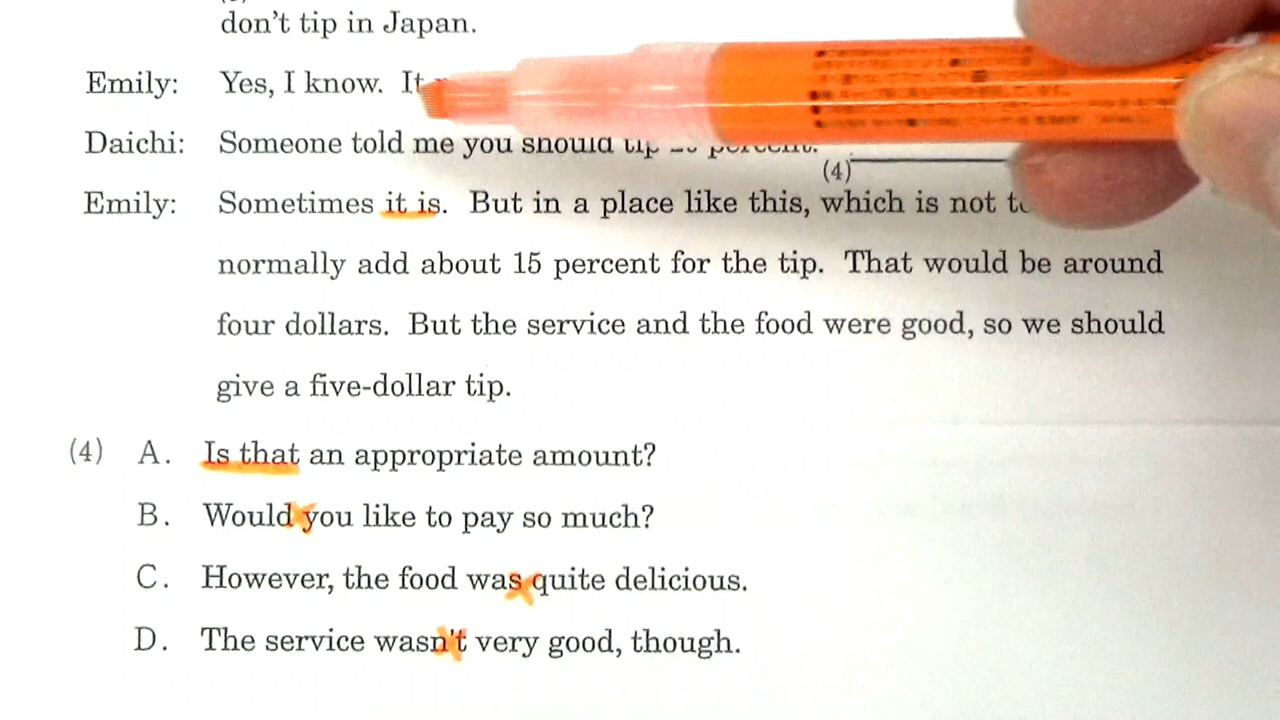 don't tip in Japan.
Emily: Yes, I know. It
Daichi: Someone told me you should tip percent. (4)
Emily: Sometimes it is. But in a place like this, which is not
normally add about 15 percent for the tip. That would be around
four dollars. But the service and the food were good, so we should
give a five-dollar tip.
(4) A. Is that an appropriate amount?
B. Would you like to pay so much?
C. However, the food was quite delicious.
D. The service wasn't very good, though.